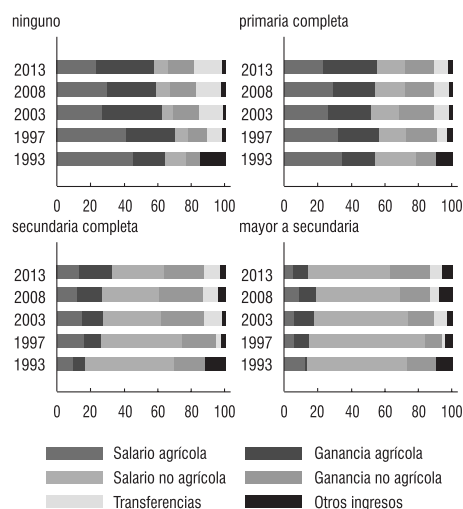 ninguno
primaria completa
2013
2008
2003
1997
1993
0 20 40 60 80 100
2013
2008
2003
1997
1993
0 20 40 60 80 100
secundaria completa
mayor a secundaria
2013
2008
2003
1997
1993
0 20 40 60 80 100
2013
2008
2003
1997
1993
0 20 40 60 80 100
Salario agrícola
Ganancia agrícola
Salario no agrícola
Ganancia no agrícola
Transferencias
Otros ingresos